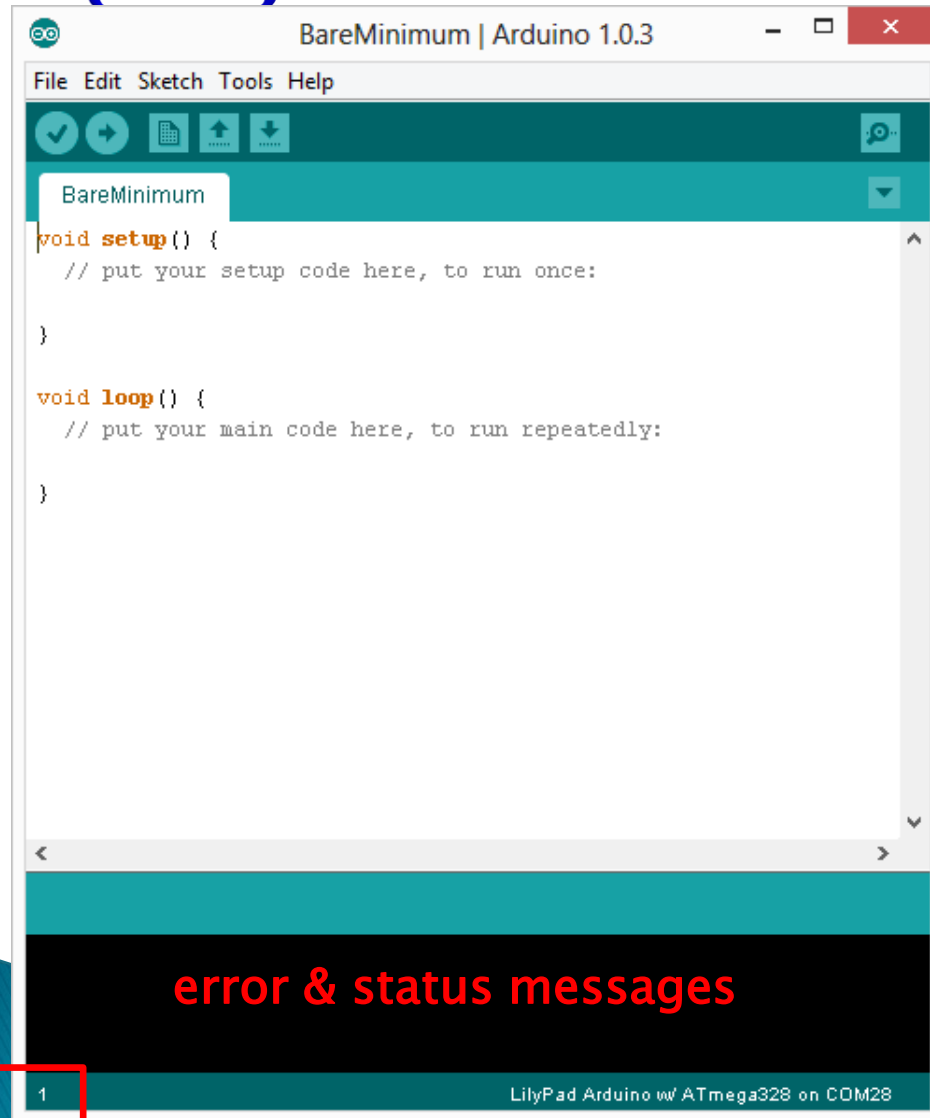 BareMinimum | Arduino 1.0.3
File Edit Sketch Tools Help
BareMinimum
void setup() {
// put your setup code here, to run once:
}
void loop() {
// put your main code here, to run repeatedly:
}
error & status messages
1
LilyPad Arduino w/ ATmega328 on COM28